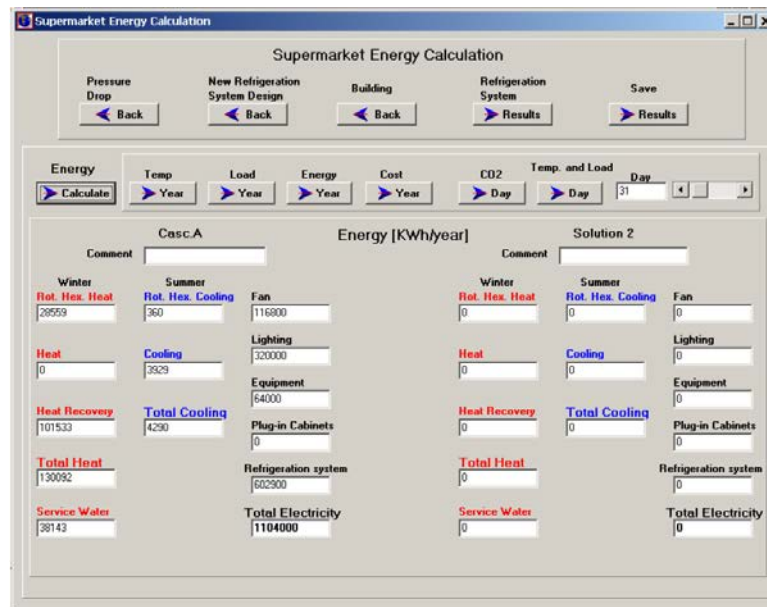 Supermarket Energy Calculation
Supermarket Energy Calculation
Pressure Drop
New Refrigeration System Design
Building
Refrigeration System
Save
Back
Back
Back
Results
Results
Energy
Temp
Load
Energy
Cost
CO2
Temp. and Load
Day
Calculate
Year
Year
Year
Year
Day
Day
31
Casc.A
Energy [KWh/year]
Solution 2
Comment
Comment
Winter
Summer
Winter
Summer
Rot. Hex. Heat
Rot. Hex. Cooling
Fan
Rot. Hex. Heat
Rot. Hex. Cooling
Fan
28559
360
116800
0
0
0
Lighting
Lighting
320000
0
Heat
Cooling
Heat
Cooling
0
3929
0
0
Equipment
Equipment
64000
0
Heat Recovery
Total Cooling
Plug-in Cabinets
Heat Recovery
Total Cooling
Plug-in Cabinets
101533
4290
0
0
0
0
Total Heat
Refrigeration system
Total Heat
Refrigeration system
130092
602900
0
0
Service Water
Total Electricity
Service Water
Total Electricity
38143
1104000
0
0